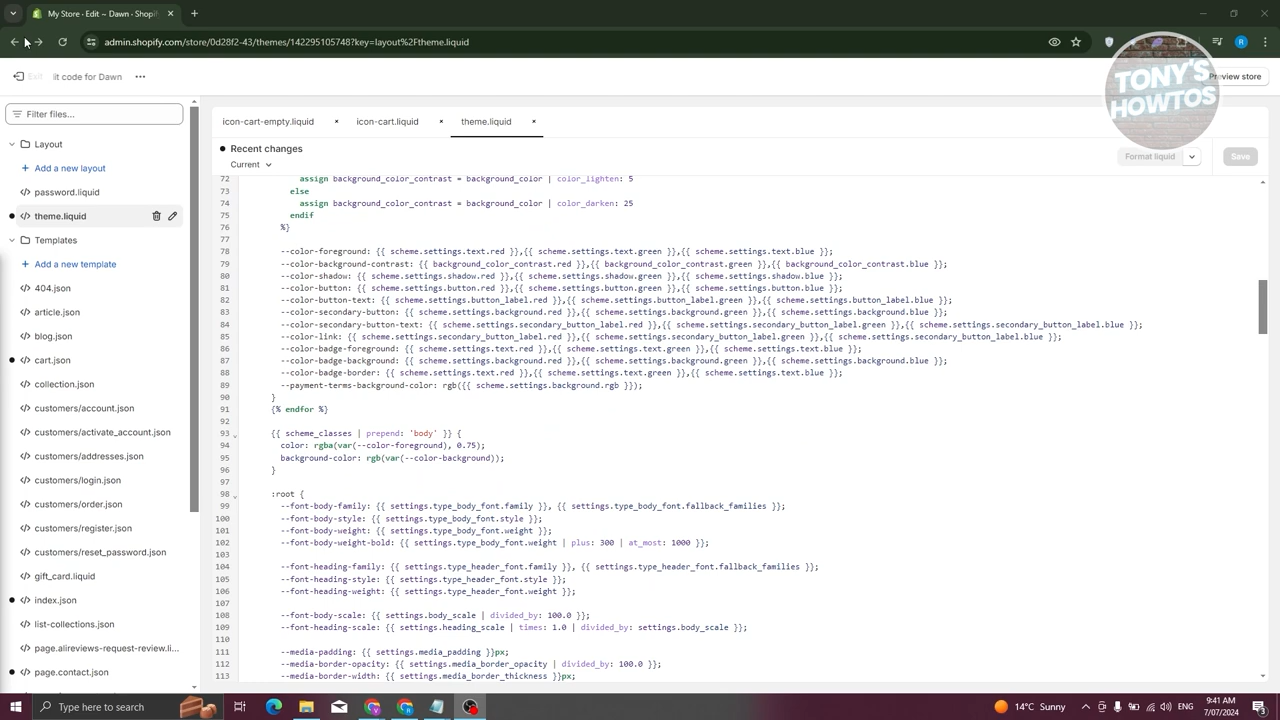 My Store - Edit ~ Dawn · Shopif
admin.shopify.com/store/0d28f2-43/themes/142295105748?key=layout%2Ftheme.liquid
R
Exit
it code for Dawn
Preview store
TONY'S
HOWTOS
Filter files...
Layout
Add a new layout
password.liquid
theme.liquid
Templates
Add a new template
404.json
article.json
blog.json
cart.json
collection.json
customers/account.json
customers/activate_account.json
customers/addresses.json
customers/login.json
customers/order.json
customers/register.json
customers/reset_password.json
gift_card.liquid
index.json
list-collections.json
page.alireviews-request-review.li...
page.contact.json
icon-cart-empty.liquid
icon-cart.liquid
theme.liquid
Recent changes
Current
Format liquid
Save
72 assign background_color_contrast = background_color | color_lighten: 5
73 else
74 assign background_color_contrast = background_color | color_darken: 25
75 endif
76 %}
77
78 --color-foreground: {{ scheme.settings.text.red }},{{ scheme.settings.text.green }},{{ scheme.settings.text.blue }};
79 --color-background-contrast: {{ background_color_contrast.red }},{{ background_color_contrast.green }},{{ background_color_contrast.blue }};
80 --color-shadow: {{ scheme.settings.shadow.red }},{{ scheme.settings.shadow.green }},{{ scheme.settings.shadow.blue }};
81 --color-button: {{ scheme.settings.button.red }},{{ scheme.settings.button.green }},{{ scheme.settings.button.blue }};
82 --color-button-text: {{ scheme.settings.button_label.red }},{{ scheme.settings.button_label.green }},{{ scheme.settings.button_label.blue }};
83 --color-secondary-button: {{ scheme.settings.background.red }},{{ scheme.settings.background.green }},{{ scheme.settings.background.blue }};
84 --color-secondary-button-text: {{ scheme.settings.secondary_button_label.red }},{{ scheme.settings.secondary_button_label.green }},{{ scheme.settings.secondary_button_label.blue }};
85 --color-link: {{ scheme.settings.secondary_button_label.red }},{{ scheme.settings.secondary_button_label.green }},{{ scheme.settings.secondary_button_label.blue }};
86 --color-badge-foreground: {{ scheme.settings.text.red }},{{ scheme.settings.text.green }},{{ scheme.settings.text.blue }};
87 --color-badge-background: {{ scheme.settings.background.red }},{{ scheme.settings.background.green }},{{ scheme.settings.background.blue }};
88 --color-badge-border: {{ scheme.settings.text.red }},{{ scheme.settings.text.green }},{{ scheme.settings.text.blue }};
89 --payment-terms-background-color: rgb({{ scheme.settings.background.rgb }});
90 }
91 {% endfor %}
92
93 {{ scheme_classes | prepend: 'body' }} {
94 color: rgba(var(--color-foreground), 0.75);
95 background-color: rgb(var(--color-background));
96 }
97
98 :root {
99 --font-body-family: {{ settings.type_body_font.family }}, {{ settings.type_body_font.fallback_families }};
100 --font-body-style: {{ settings.type_body_font.style }};
101 --font-body-weight: {{ settings.type_body_font.weight }};
102 --font-body-weight-bold: {{ settings.type_body_font.weight | plus: 300 | at_most: 1000 }};
103
104 --font-heading-family: {{ settings.type_header_font.family }}, {{ settings.type_header_font.fallback_families }};
105 --font-heading-style: {{ settings.type_header_font.style }};
106 --font-heading-weight: {{ settings.type_header_font.weight }};
107
108 --font-body-scale: {{ settings.body_scale | divided_by: 100.0 }};
109 --font-heading-scale: {{ settings.heading_scale | times: 1.0 | divided_by: settings.body_scale }};
110
111 --media-padding: {{ settings.media_padding }}px;
112 --media-border-opacity: {{ settings.media_border_opacity | divided_by: 100.0 }};
113 --media-border-width: {{ settings.media_border_thickness }}px;
Type here to search
14°C Sunny
9:41 AM
7/07/2024